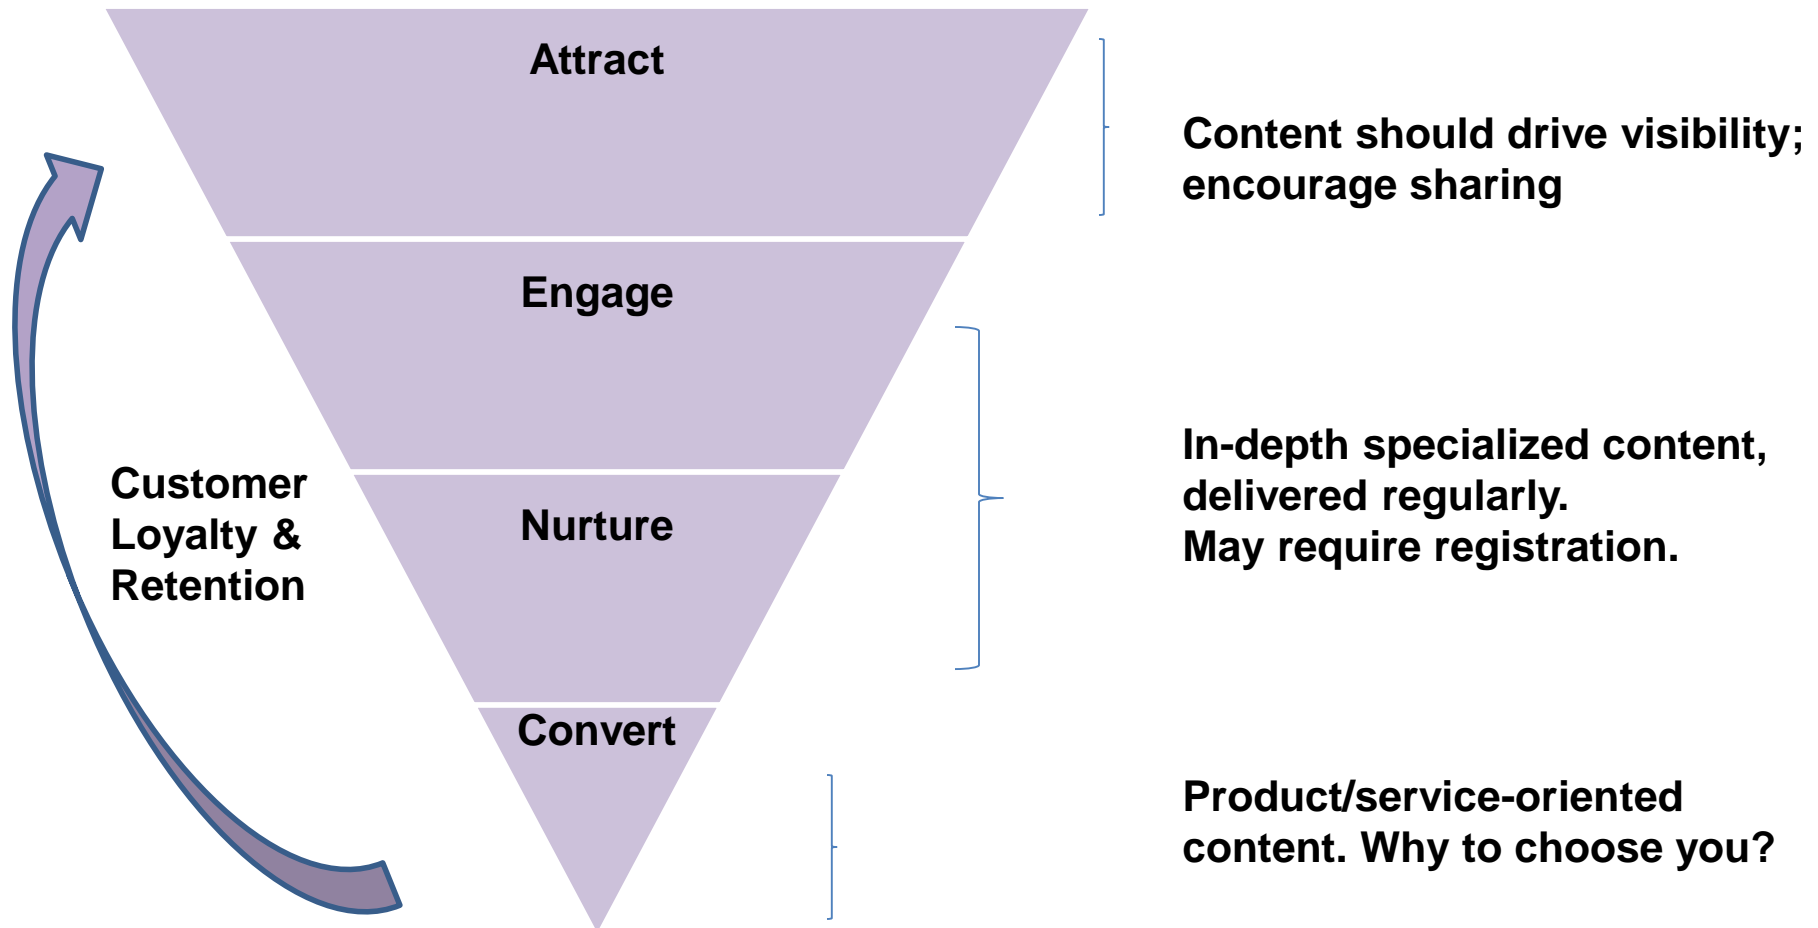 Attract
Content should drive visibility;
encourage sharing
Engage
In-depth specialized content,
delivered regularly.
May require registration.
Customer
Loyalty &
Retention
Nurture
Convert
Product/service-oriented
content. Why to choose you?